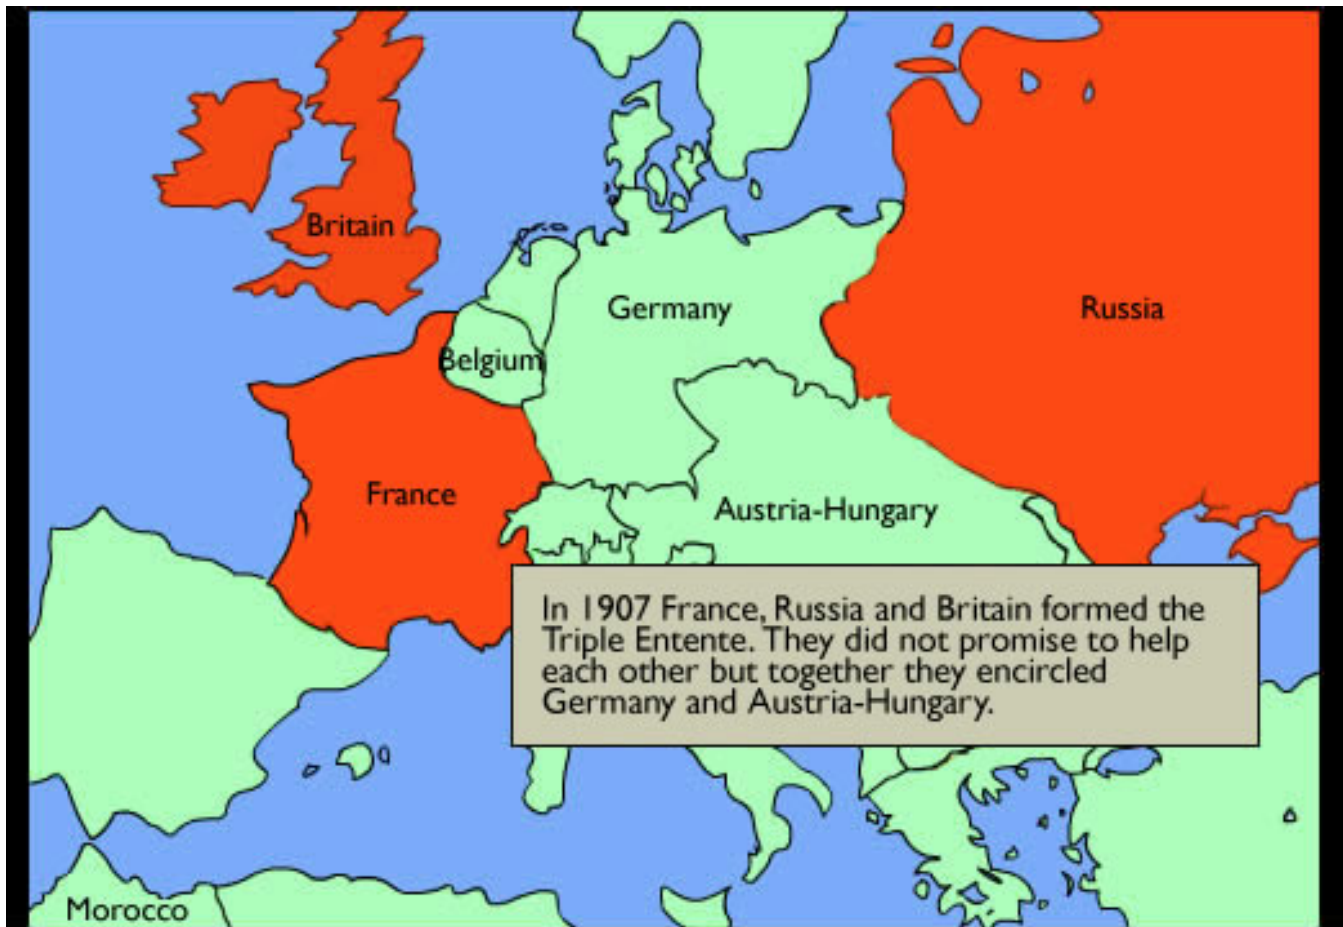 Britain
Germany
Russia
Belgium
France
Austria-Hungary
In 1907 France, Russia and Britain formed the
Triple Entente. They did not promise to help
each other but together they encircled
Germany and Austria-Hungary.
Morocco